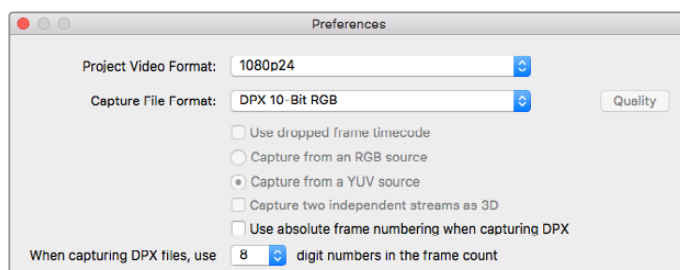 Preferences
Project Video Format: 1080p24
Capture File Format: DPX 10-Bit RGB Quality
Use dropped frame timecode
Capture from an RGB source
Capture from a YUV source
Capture two independent streams as 3D
Use absolute frame numbering when capturing DPX
When capturing DPX files, use 8 digit numbers in the frame count